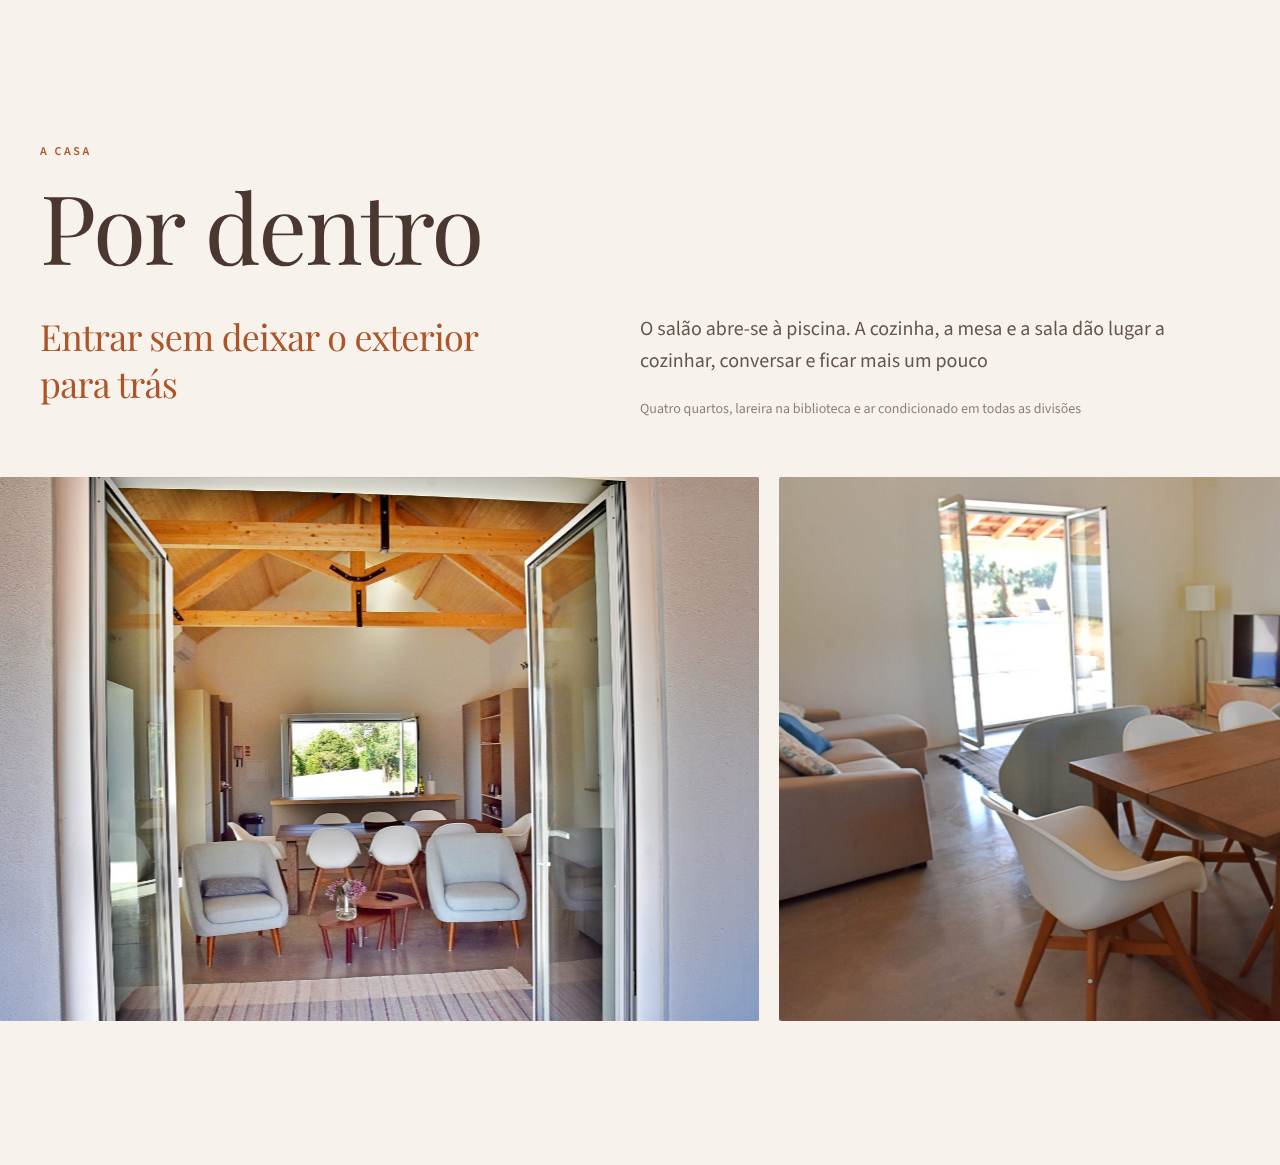 A CASA
Por dentro
Entrar sem deixar o exterior
para trás
O salão abre-se à piscina. A cozinha, a mesa e a sala dão lugar a
cozinhar, conversar e ficar mais um pouco
Quatro quartos, lareira na biblioteca e ar condicionado em todas as divisões